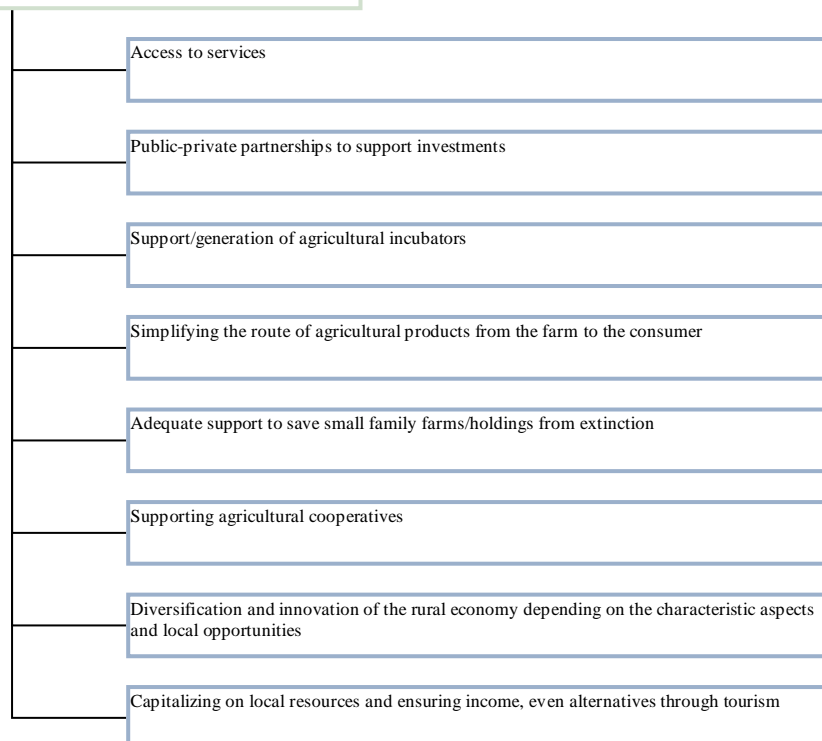 Access to services
Public-private partnerships to support investments
Support/generation of agricultural incubators
Simplifying the route of agricultural products from the farm to the consumer
Adequate support to save small family farms/holdings from extinction
Supporting agricultural cooperatives
Diversification and innovation of the rural economy depending on the characteristic aspects
and local opportunities
Capitalizing on local resources and ensuring income, even alternatives through tourism